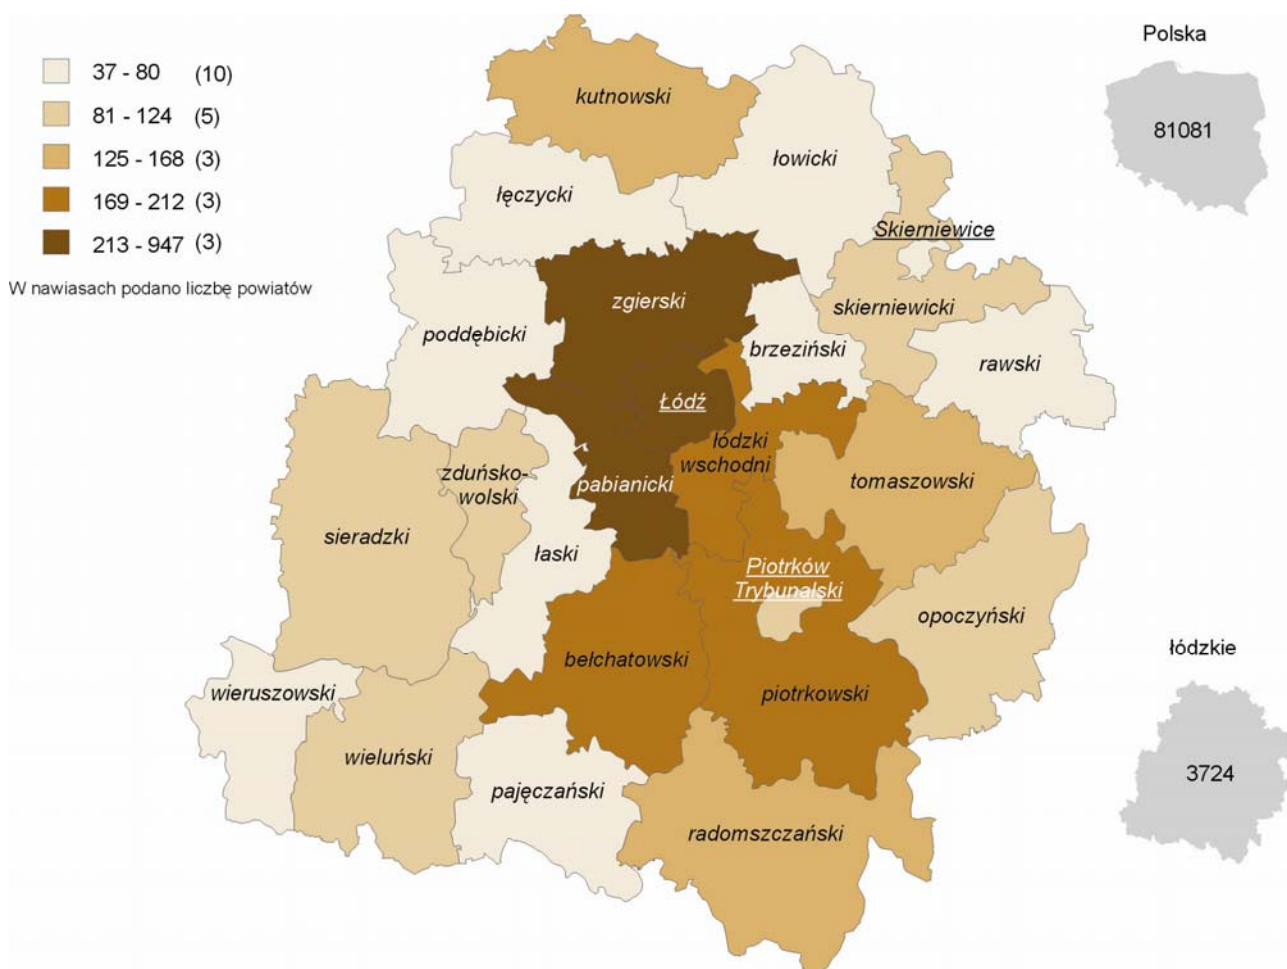 37 - 80 (10)
81 - 124 (5)
125 - 168 (3)
169 - 212 (3)
213 - 947 (3)
W nawiasach podano liczbę powiatów
Polska
81081
kutnowski
łowicki
łęczycki
Skierniewice
zgierski
skierniewicki
poddębicki
brzeziński
rawski
Łódź
łódzki
wschodni
zduńsko-
wolski
pabianicki
tomaszowski
sieradzki
łaski
Piotrków
Trybunalski
opoczyński
łódzkie
3724
bełchatowski
piotrkowski
wieruszowski
wieluński
pajęczański
radomszczański